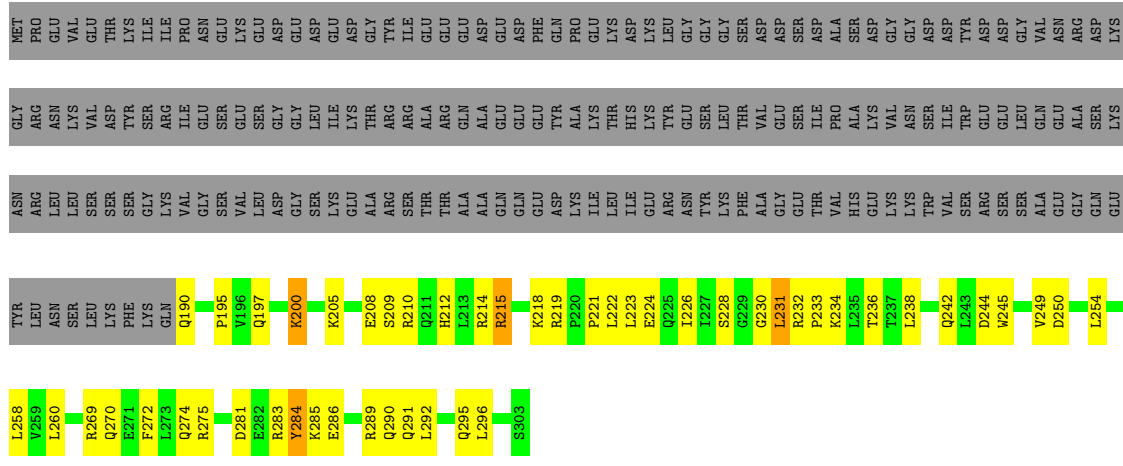 MET PRO ASN GLU VAL GLU THR LYS ILE ILE PRO ASN GLU LYS GLU ASP GLU ASP GLU ASP GLY TYR ILE GLU GLU GLU ASP GLU ASP PHE GLN PRO GLU LYS ASP LYS LEU GLY GLY GLY SER ASP ASP SER ASP ALA SER ASP GLY GLY ASP ASP TYR ASP ASP GLY VAL ASN ARG ASP LYS
GLY ARG ASN LYS VAL ASP TYR SER ARG ILE GLU SER GLU SER GLY GLY LEU ILE LYS THR ARG ARG ALA ARG GLN ALA GLU GLU GLU TYR ALA LYS THR HIS LYS TYR GLU SER LEU THR VAL GLU SER ILE PRO ALA LYS VAL ASN SER ILE TRP GLU GLU LEU GLN GLU ALA SER LYS
ASN ARG LEU LEU SER SER SER GLY LYS VAL GLY SER VAL LEU ASP GLY SER LYS GLU ALA ARG SER THR THR ALA ALA GLN GLN GLU ASP LYS ILE LEU ILE GLU ARG ASN TYR LYS PHE ALA GLY GLU THR VAL HIS GLU LYS LYS TRP VAL SER ARG SER SER ALA GLU GLY GLN GLU
TYR LEU ASN SER LEU LYS PHE LYS GLN Q190 P195 V196 Q197 K200 K205 E208 S209 R210 Q211 H212 L213 R214 R215 K218 R219 P220 P221 L222 L223 E224 Q225 I226 I227 S228 G229 G230 L231 R232 P233 K234 L235 T236 T237 L238 Q242 L243 D244 W245 V249 D250 L254
L258 V259 L260 R269 Q270 E271 F272 L273 Q274 R275 D281 E282 R283 Y284 K285 E286 R289 Q290 Q291 L292 Q295 L296 S303